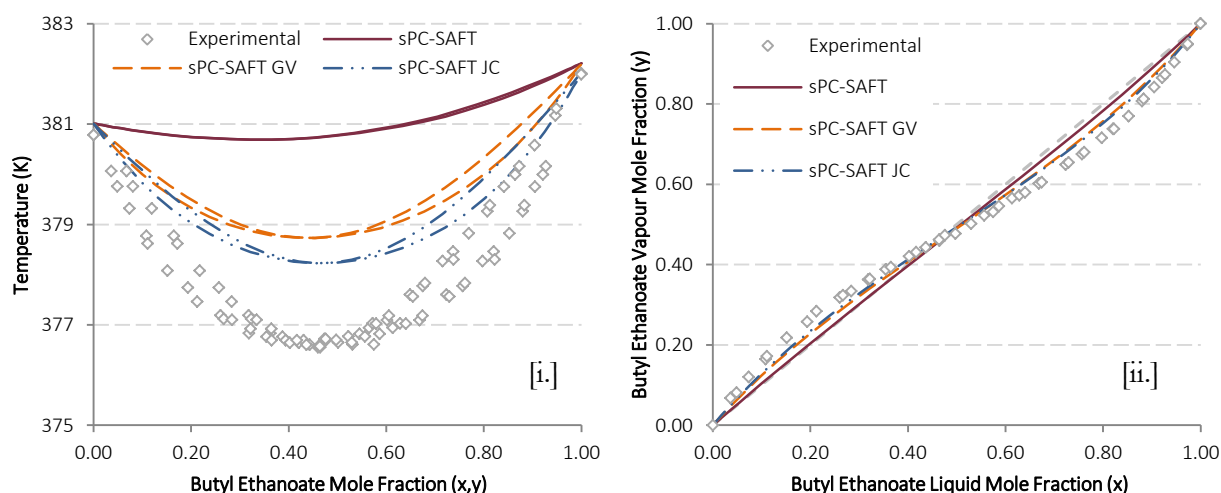 383
381
379
377
375
Temperature (K)
Experimental
sPC-SAFT
sPC-SAFT GV
sPC-SAFT JC
[i.]
0.00
0.20
0.40
0.60
0.80
1.00
Butyl Ethanoate Mole Fraction (x,y)
1.00
0.80
0.60
0.40
0.20
0.00
Butyl Ethanoate Vapour Mole Fraction (y)
Experimental
sPC-SAFT
sPC-SAFT GV
sPC-SAFT JC
[ii.]
0.00
0.20
0.40
0.60
0.80
1.00
Butyl Ethanoate Liquid Mole Fraction (x)